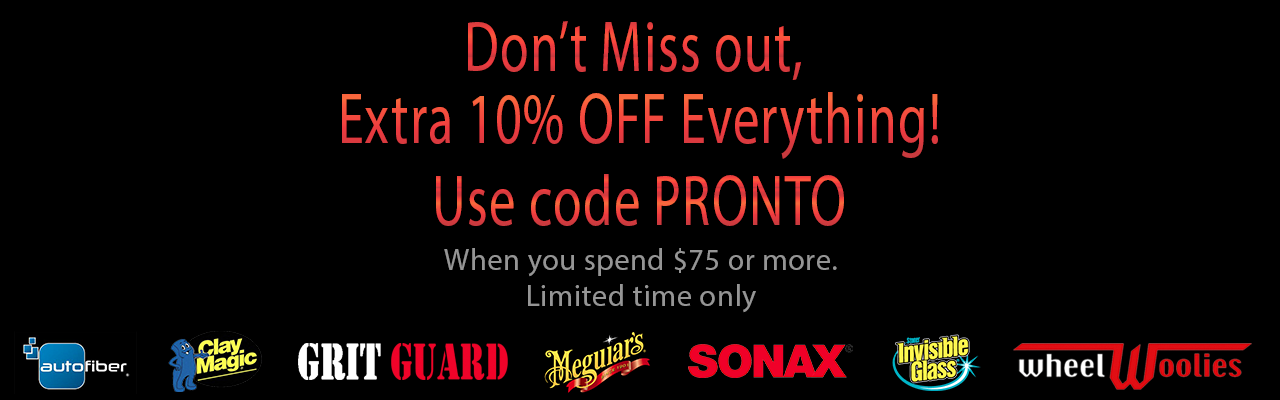 Don't Miss out,
Extra 10% OFF Everything!
Use code PRONTO
When you spend $75 or more.
Limited time only
autofiber
Clay Magic
GRIT GUARD
Meguiar's
SONAX
Invisible Glass
wheel Woolies